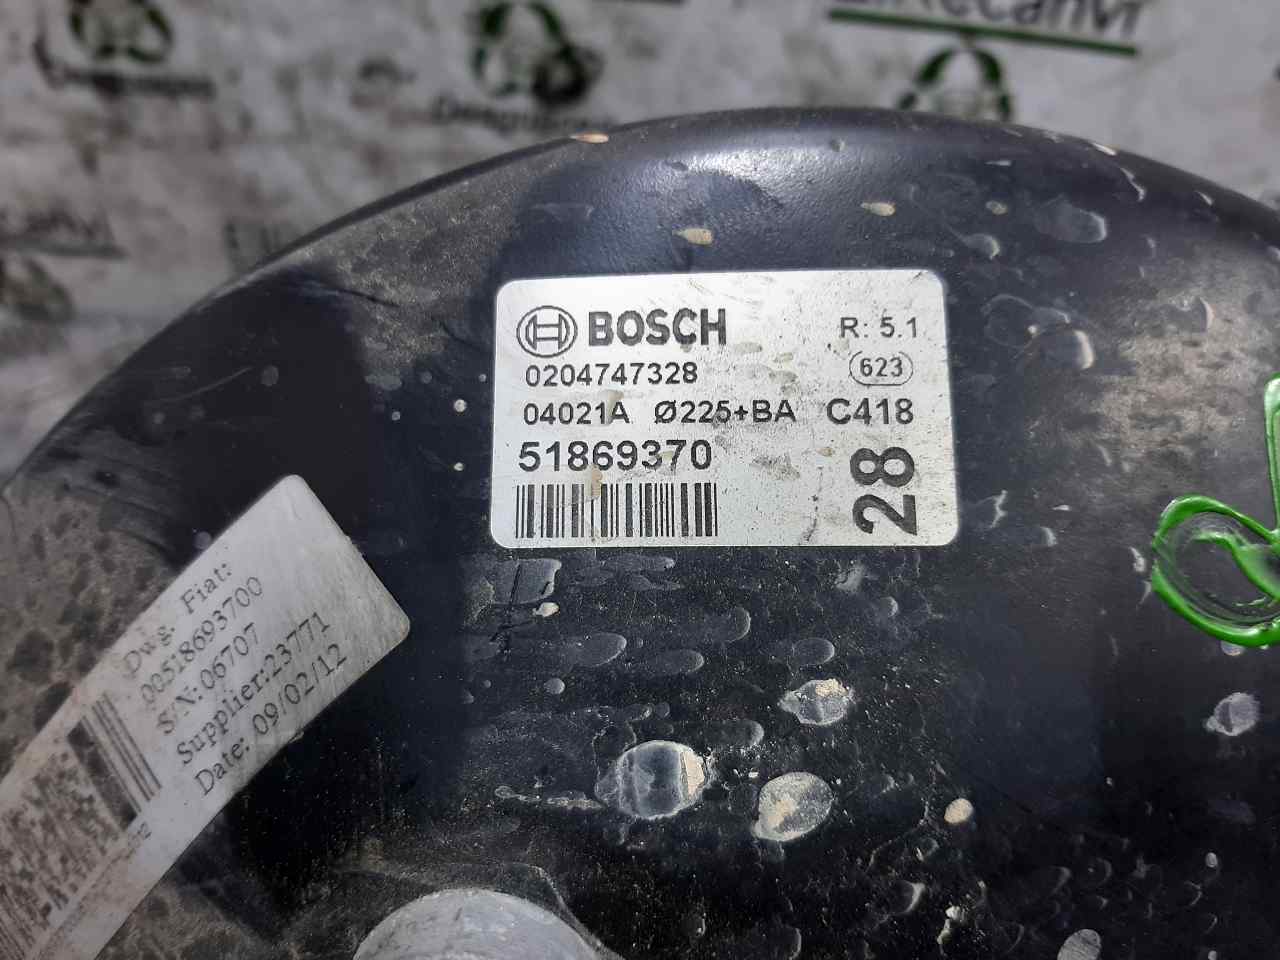 BOSCH R: 5.1
0204747328 623
04021A Ø225+BA C418
51869370
28
Dwg. Fiat:
00518693700
S/N: 06707
Supplier:23771
Date: 09/02/12